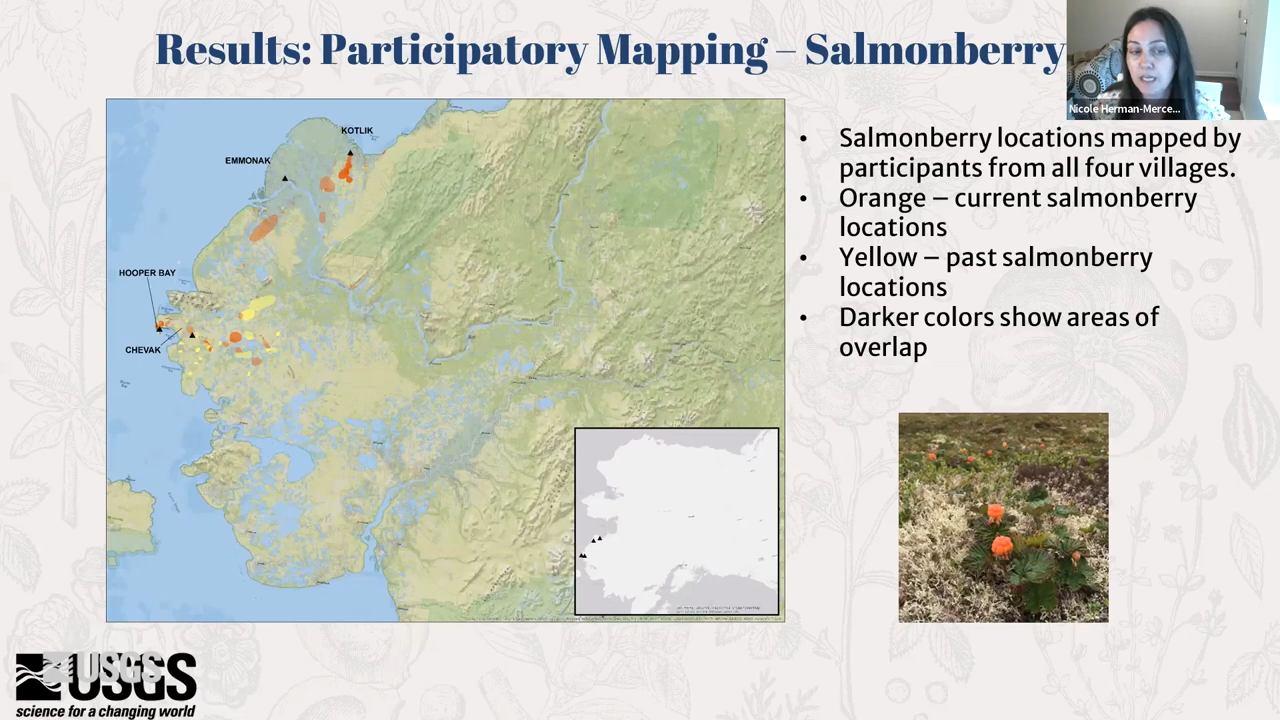 Results: Participatory Mapping – Salmonberry
Nicole Herman-Merce...
KOTLIK
EMMONAK
HOOPER BAY
CHEVAK
• Salmonberry locations mapped by
participants from all four villages.
• Orange – current salmonberry
locations
• Yellow – past salmonberry
locations
• Darker colors show areas of
overlap
USGS
USGS
science for a changing world